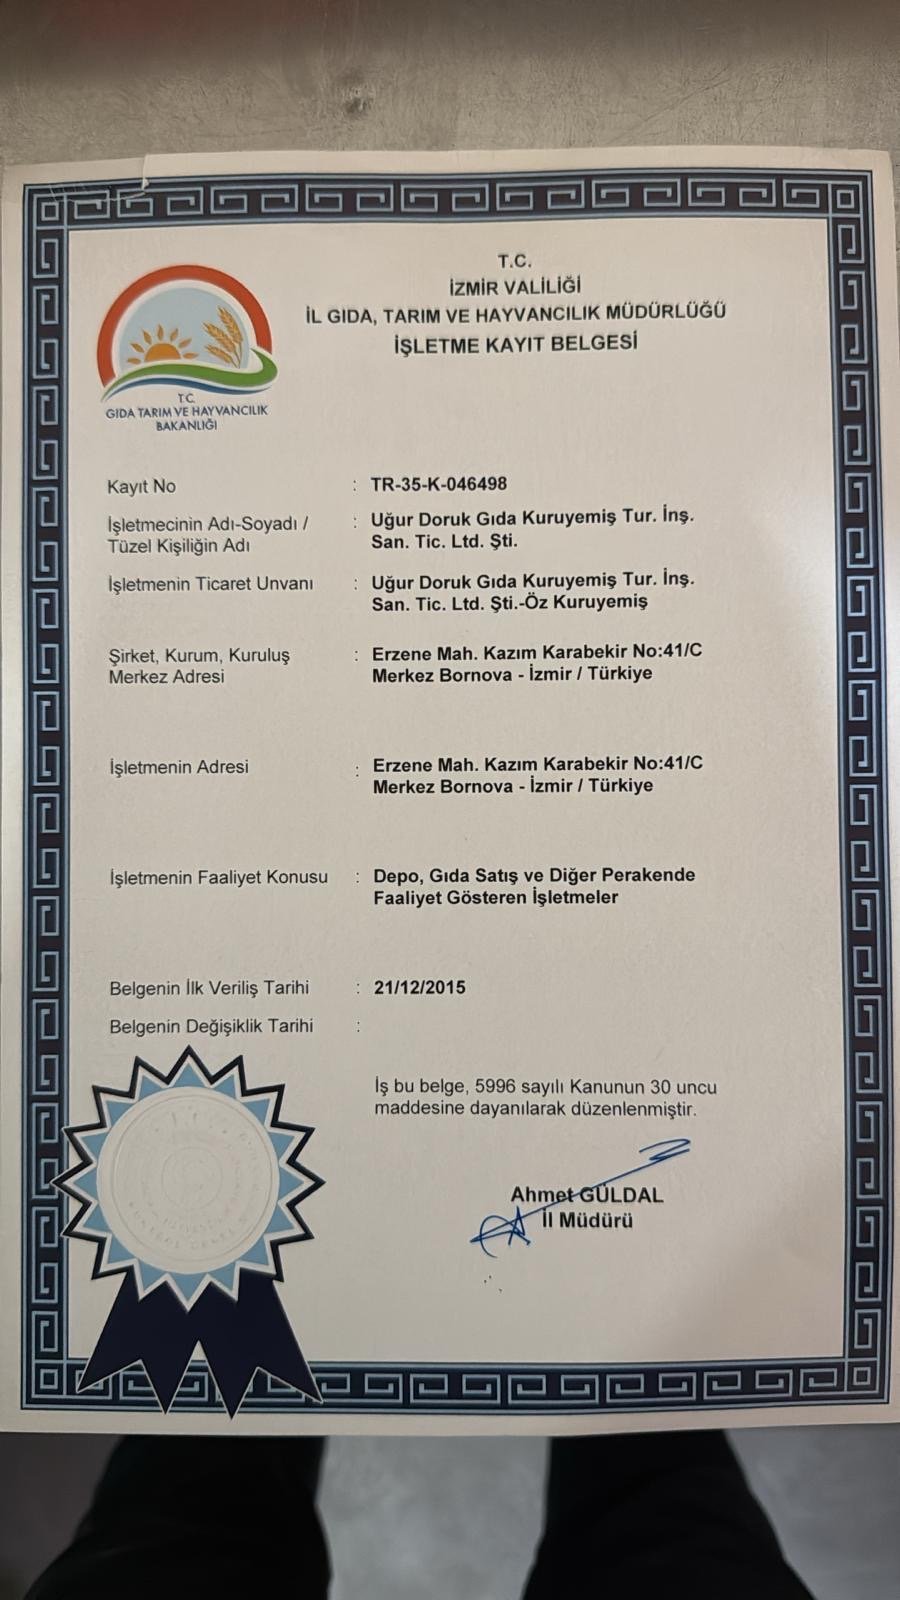 T.C.
İZMİR VALİLİĞİ
İL GIDA, TARIM VE HAYVANCILIK MÜDÜRLÜĞÜ
İŞLETME KAYIT BELGESİ
T.C.
GIDA TARIM VE HAYVANCILIK
BAKANLIĞI
Kayıt No : TR-35-K-046498
İşletmecinin Adı-Soyadı / : Uğur Doruk Gıda Kuruyemiş Tur. İnş.
Tüzel Kişiliğin Adı San. Tic. Ltd. Şti.
İşletmenin Ticaret Unvanı : Uğur Doruk Gıda Kuruyemiş Tur. İnş.
San. Tic. Ltd. Şti.-Öz Kuruyemiş
Şirket, Kurum, Kuruluş : Erzene Mah. Kazım Karabekir No:41/C
Merkez Adresi Merkez Bornova - İzmir / Türkiye
İşletmenin Adresi : Erzene Mah. Kazım Karabekir No:41/C
Merkez Bornova - İzmir / Türkiye
İşletmenin Faaliyet Konusu : Depo, Gıda Satış ve Diğer Perakende
Faaliyet Gösteren İşletmeler
Belgenin İlk Veriliş Tarihi : 21/12/2015
Belgenin Değişiklik Tarihi :
İş bu belge, 5996 sayılı Kanunun 30 uncu
maddesine dayanılarak düzenlenmiştir.
Ahmet GÜLDAL
İl Müdürü